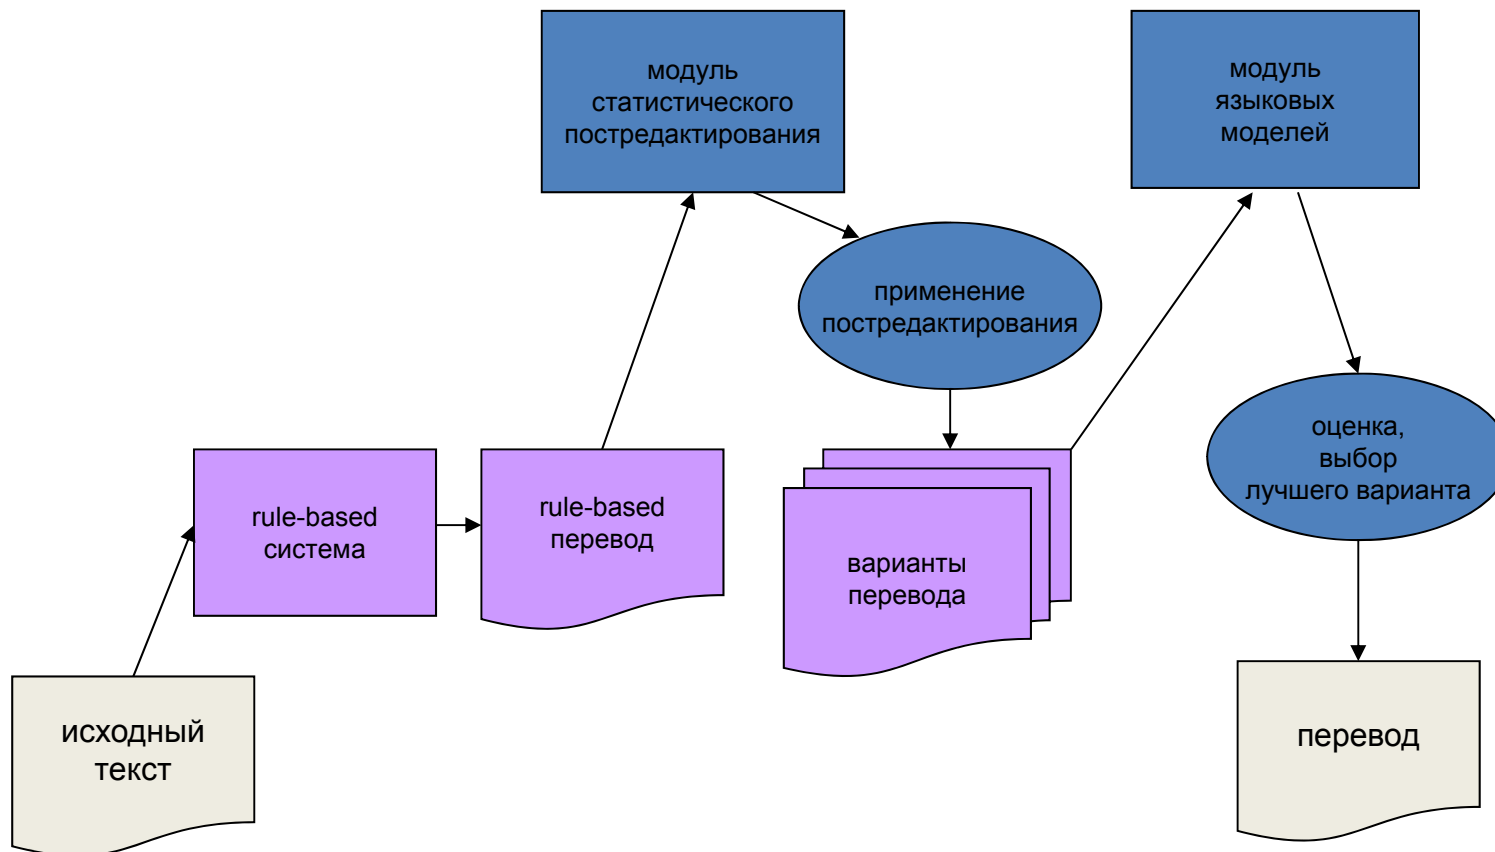 модуль
статистического
постредактирования
модуль
языковых
моделей
применение
постредактирования
оценка,
выбор
лучшего варианта
rule-based
система
rule-based
перевод
варианты
перевода
исходный
текст
перевод